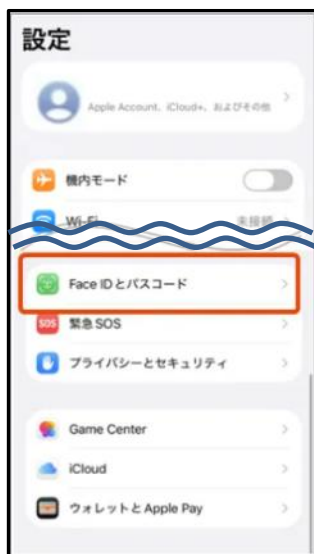 設定
Apple Account、iCloud+、およびその他
機内モード
Wi-Fi 未接続
Face IDとパスコード
SOS 緊急SOS
プライバシーとセキュリティ
Game Center
iCloud
ウォレットとApple Pay